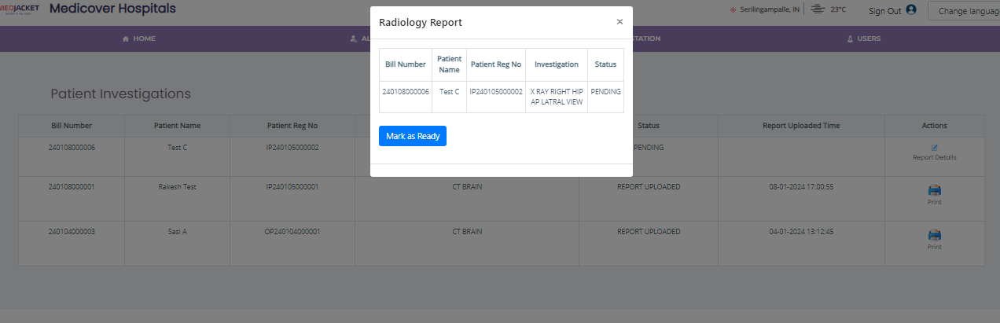 MEDJACKET
Medicover Hospitals
Serilingampalle, IN
23°C
Sign Out
Change languag
HOME
AL
STATION
USERS
Radiology Report
×
Bill Number Patient Name Patient Reg No Investigation Status
240108000006 Test C IP240105000002 X RAY RIGHT HIP AP LATRAL VIEW PENDING
Mark as Ready
Patient Investigations
Bill Number Patient Name Patient Reg No Status Report Uploaded Time Actions
240108000006 Test C IP240105000002 PENDING Report Details
240108000001 Rakesh Test IP240105000001 CT BRAIN REPORT UPLOADED 08-01-2024 17:00:55 Print
240104000003 Sasi A OP240104000001 CT BRAIN REPORT UPLOADED 04-01-2024 13:12:45 Print